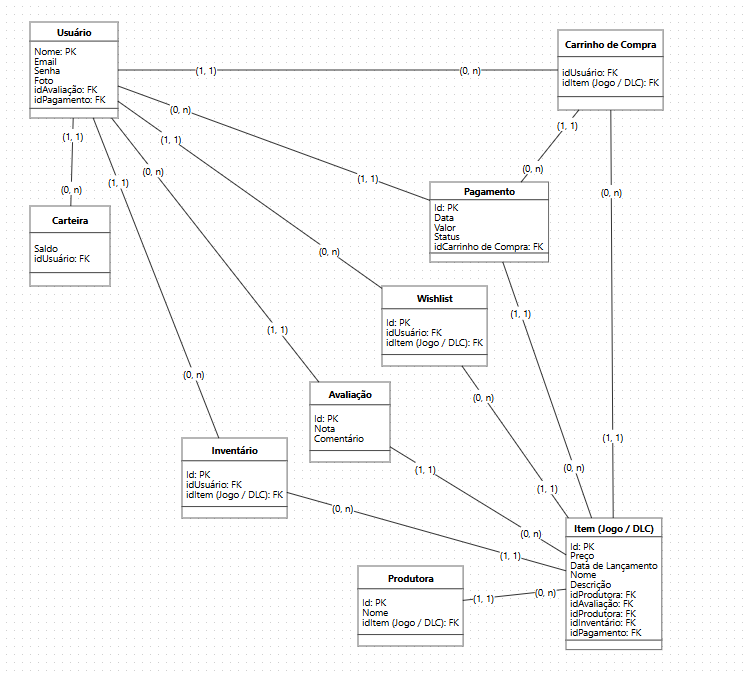 Usuário
Nome: PK
Email
Senha
Foto
idAvaliação: FK
idPagamento: FK
Carrinho de Compra
idUsuário: FK
idItem (Jogo / DLC): FK
(1, 1)
(0, n)
(0, n)
(1, 1)
(1, 1)
(0, n)
(1, 1)
(0, n)
(1, 1)
(0, n)
(1, 1)
(0, n)
(0, n)
Pagamento
Id: PK
Data
Valor
Status
idCarrinho de Compra: FK
Carteira
Saldo
idUsuário: FK
(0, n)
Wishlist
Id: PK
idUsuário: FK
idItem (Jogo / DLC): FK
(1, 1)
(1, 1)
(0, n)
Avaliação
Id: PK
Nota
Comentário
(0, n)
(1, 1)
Inventário
Id: PK
idUsuário: FK
idItem (Jogo / DLC): FK
(1, 1)
(0, n)
(1, 1)
(0, n)
(0, n)
(1, 1)
Item (Jogo / DLC)
Id: PK
Preço
Data de Lançamento
Nome
Descrição
idProdutora: FK
idAvaliação: FK
idProdutora: FK
idInventário: FK
idPagamento: FK
Produtora
Id: PK
Nome
idItem (Jogo / DLC): FK
(1, 1)
(0, n)